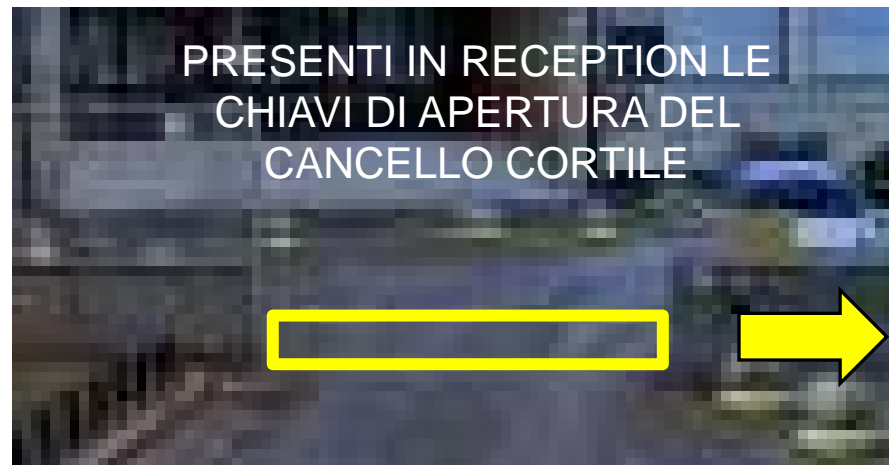 PRESENTI IN RECEPTION LE
CHIAVI DI APERTURA DEL
CANCELLO CORTILE